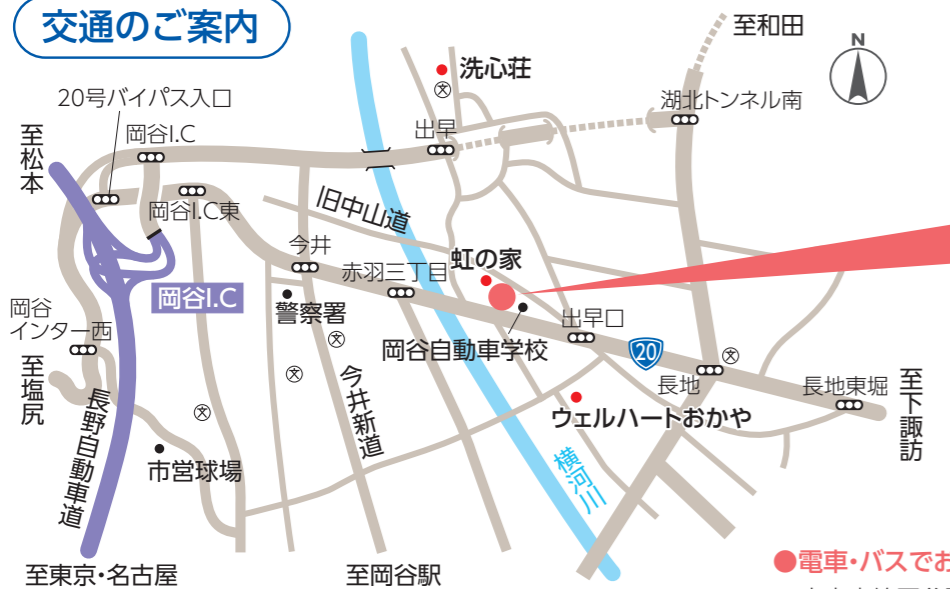 交通のご案内
至和田
N
洗心荘
20号バイパス入口
湖北トンネル南
岡谷I.C
出早
至松本
岡谷I.C東
旧中山道
今井
虹の家
赤羽三丁目
岡谷I.C
岡谷
インター西
警察署
出早口
岡谷自動車学校
20
至塩尻
長野自動車道
今井新道
長地
長地東堀
至下諏訪
ウェルハートおかや
市営球場
横河川
至東京・名古屋
至岡谷駅
●電車・バスでお